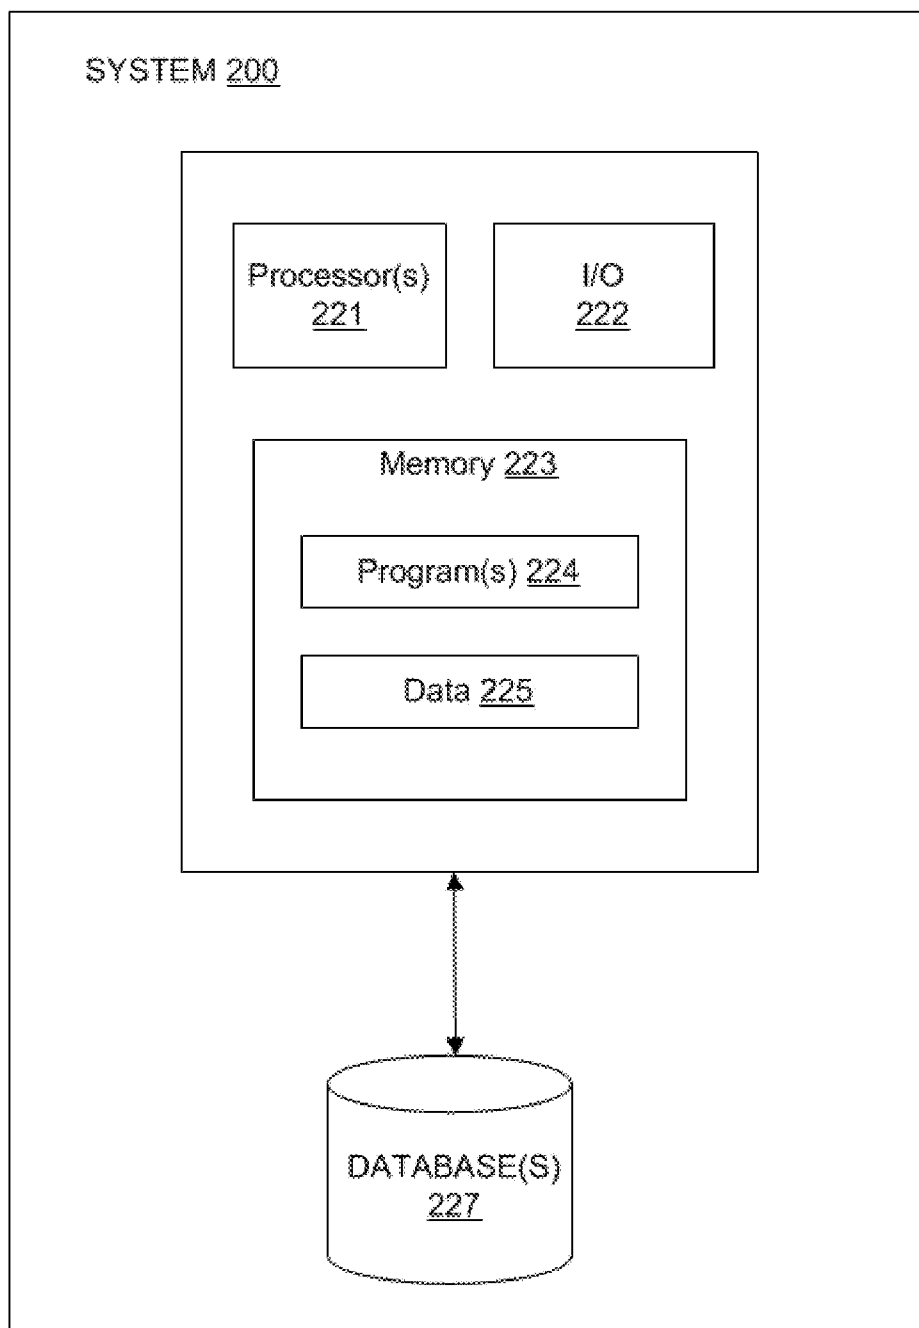 SYSTEM 200
Processor(s)
221
I/O
222
Memory 223
Program(s) 224
Data 225
DATABASE(S)
227